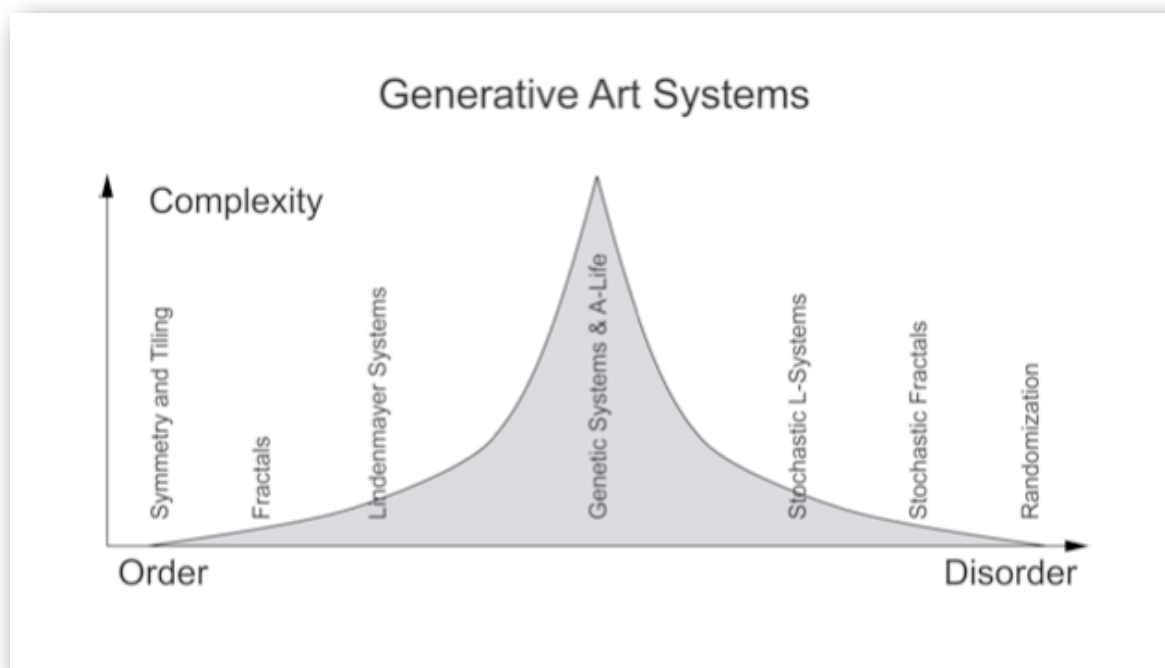 Generative Art Systems
Complexity
Symmetry and Tiling
Fractals
Lindenmayer Systems
Genetic Systems & A-Life
Stochastic L-Systems
Stochastic Fractals
Randomization
Order
Disorder